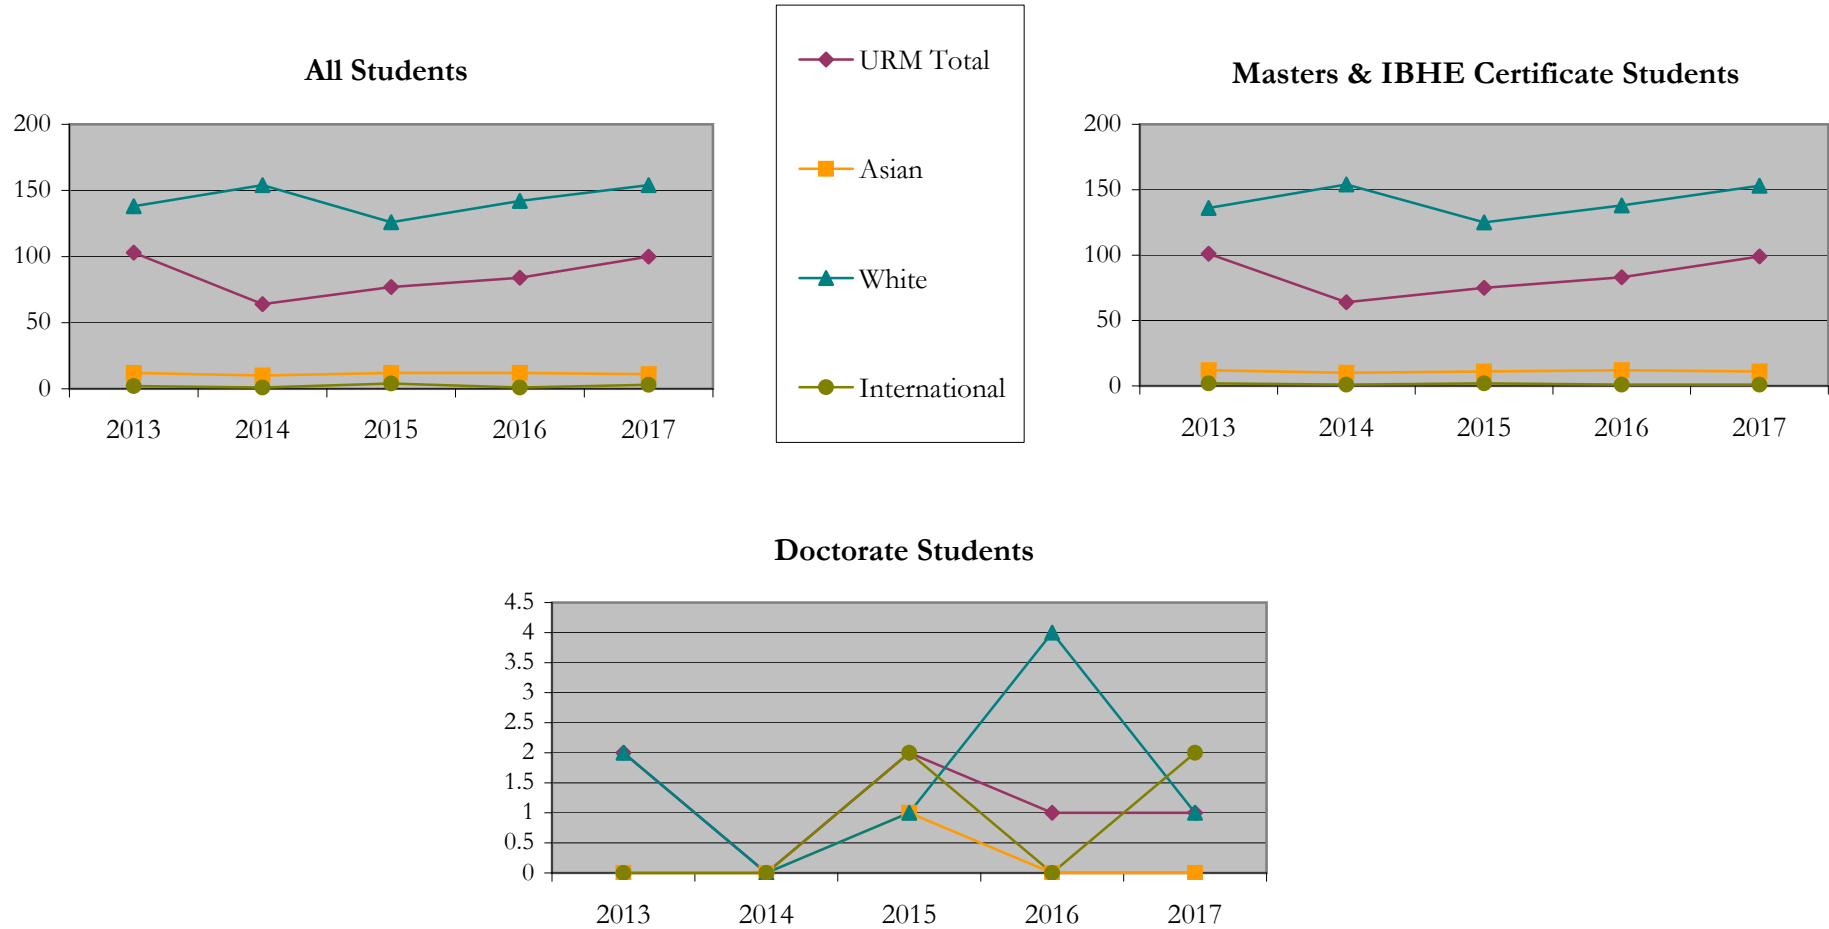 All Students
200
150
100
50
0
2013 2014 2015 2016 2017
URM Total
Asian
White
International
Masters & IBHE Certificate Students
200
150
100
50
0
2013 2014 2015 2016 2017
Doctorate Students
4.5
4
3.5
3
2.5
2
1.5
1
0.5
0
2013 2014 2015 2016 2017